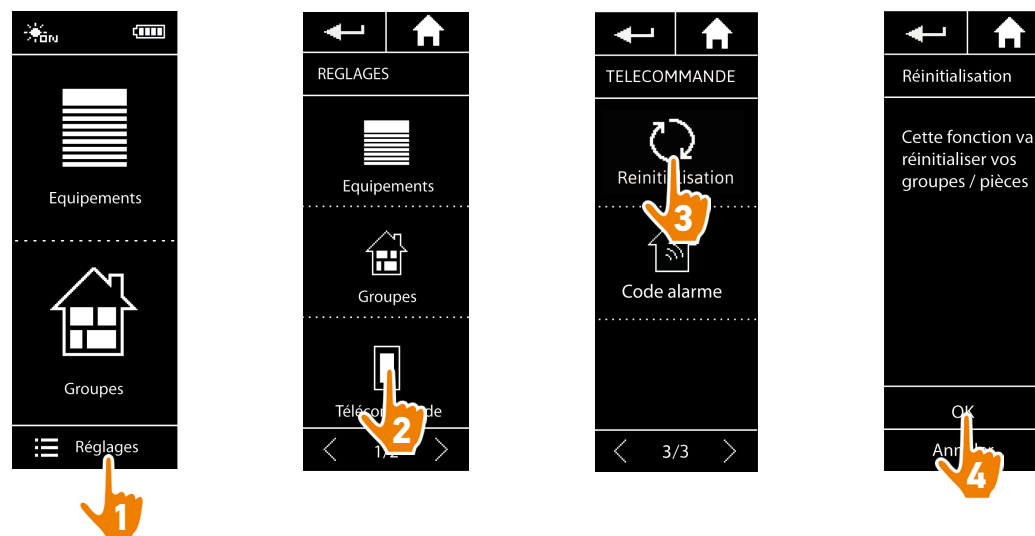 ON
Equipements
Groupes
Réglages
1
REGLAGES
Equipements
Groupes
2
TELECOMMANDE
3
Code alarme
3/3
Réinitialisation
Cette fonction va
réinitialiser vos
groupes / pièces
OK
4